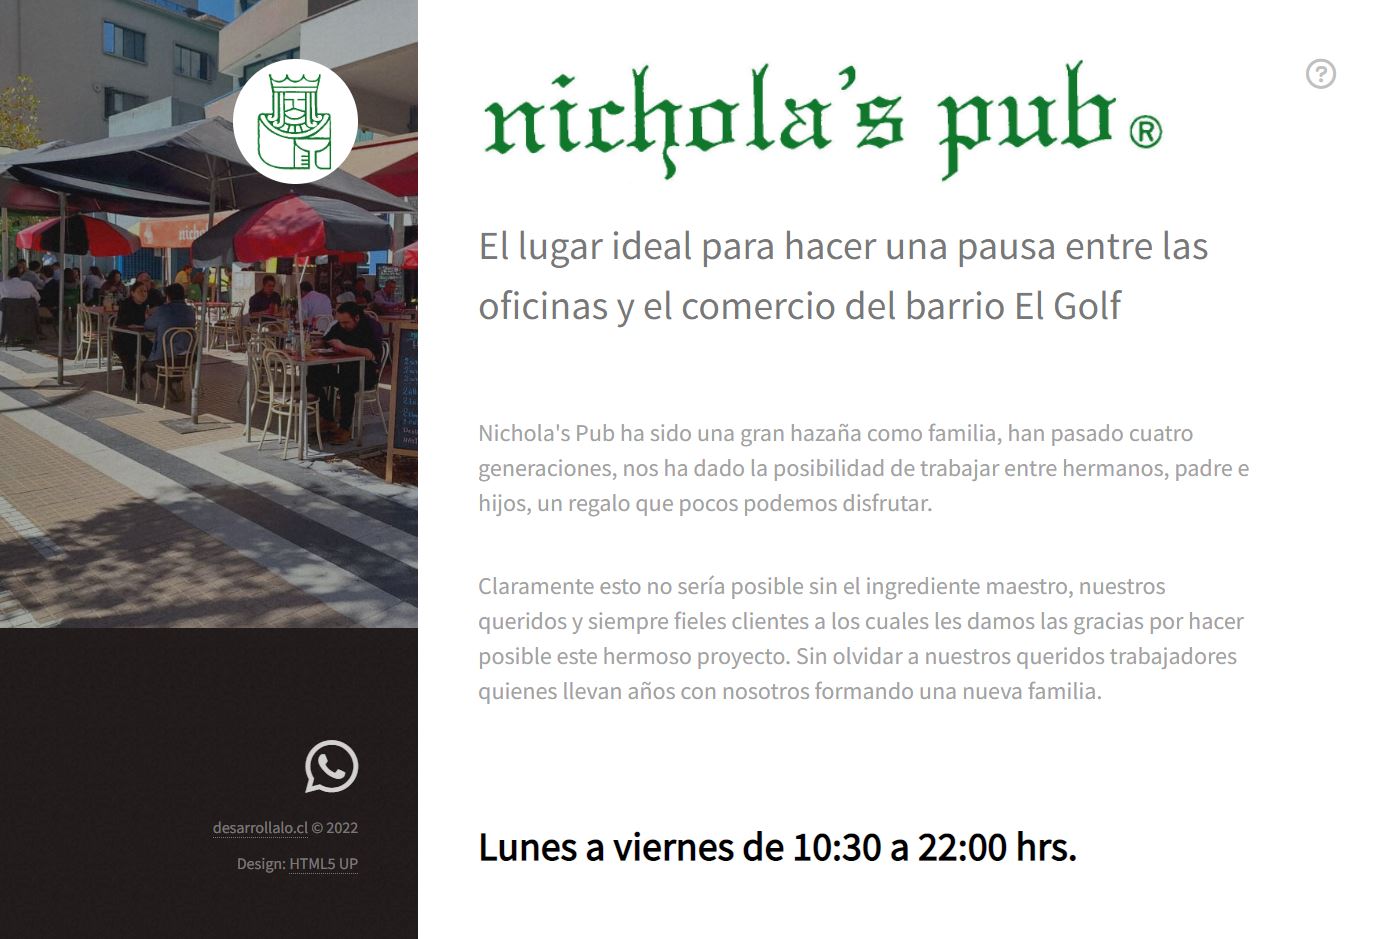 nichola's pub®
El lugar ideal para hacer una pausa entre las
oficinas y el comercio del barrio El Golf
Nichola's Pub ha sido una gran hazaña como familia, han pasado cuatro
generaciones, nos ha dado la posibilidad de trabajar entre hermanos, padre e
hijos, un regalo que pocos podemos disfrutar.
Claramente esto no sería posible sin el ingrediente maestro, nuestros
queridos y siempre fieles clientes a los cuales les damos las gracias por hacer
posible este hermoso proyecto. Sin olvidar a nuestros queridos trabajadores
quienes llevan años con nosotros formando una nueva familia.
Lunes a viernes de 10:30 a 22:00 hrs.
desarrollalo.cl © 2022
Design: HTML5 UP